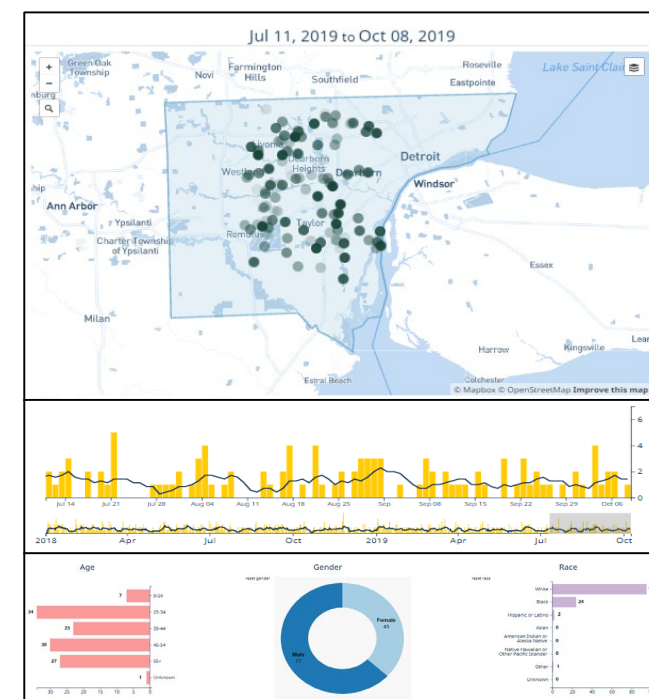 Jul 11, 2019 to Oct 08, 2019
Green Oak
Township
Novi
Farmington
Hills
Southfield
Roseville
Eastpointe
Lake Saint Clair
nburg
+
-
Livonia
Dearborn
Heights
Westland
Dearborn
Detroit
Windsor
hip
Ann Arbor
Ypsilanti
Charter Township
of Ypsilanti
Romulus
Taylor
Essex
Milan
Harrow
Kingsville
Lear
Estral Beach
Colchester
© Mapbox © OpenStreetMap Improve this map
6
4
2
0
Jul 14 Jul 21 Jul 28 Aug 04 Aug 11 Aug 18 Aug 25 Sep Sep 08 Sep 15 Sep 22 Sep 29 Oct 06
2018 Apr Jul Oct 2019 Apr Jul Oct
Age Gender Race
reset gender reset race
7 0-24
34 25-34
23 35-44
30 45-54
27 55+
1 Unknown
30 25 20 15 10 5 0
Female
45
Male
77
White
Black 24
Hispanic or Latino 2
Asian 0
American Indian or
Alaska Native 0
Native Hawaiian or
Other Pacific Islander 0
Other 1
Unknown 0
0 20 40 60 80